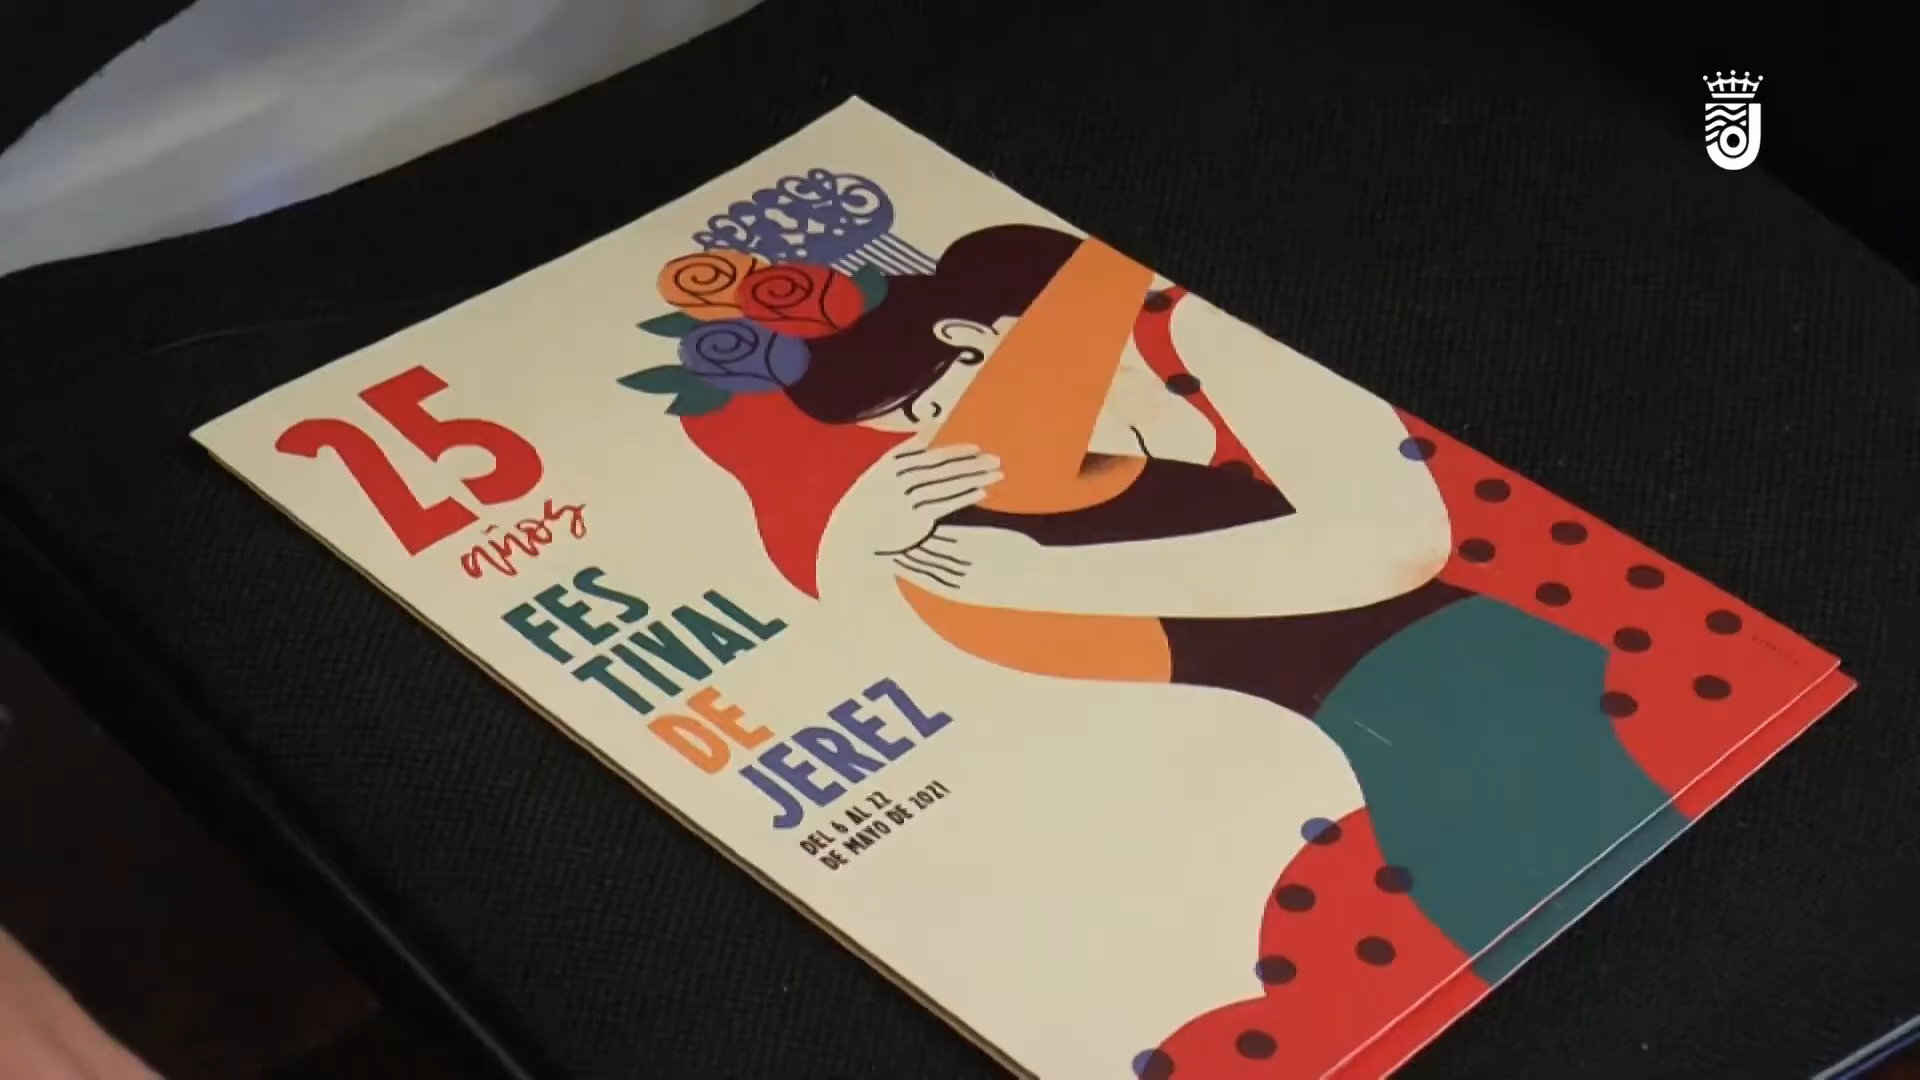 25
años
FES
TIVAL
DE
JEREZ
DEL 6 AL 22
DE MAYO DE 2021